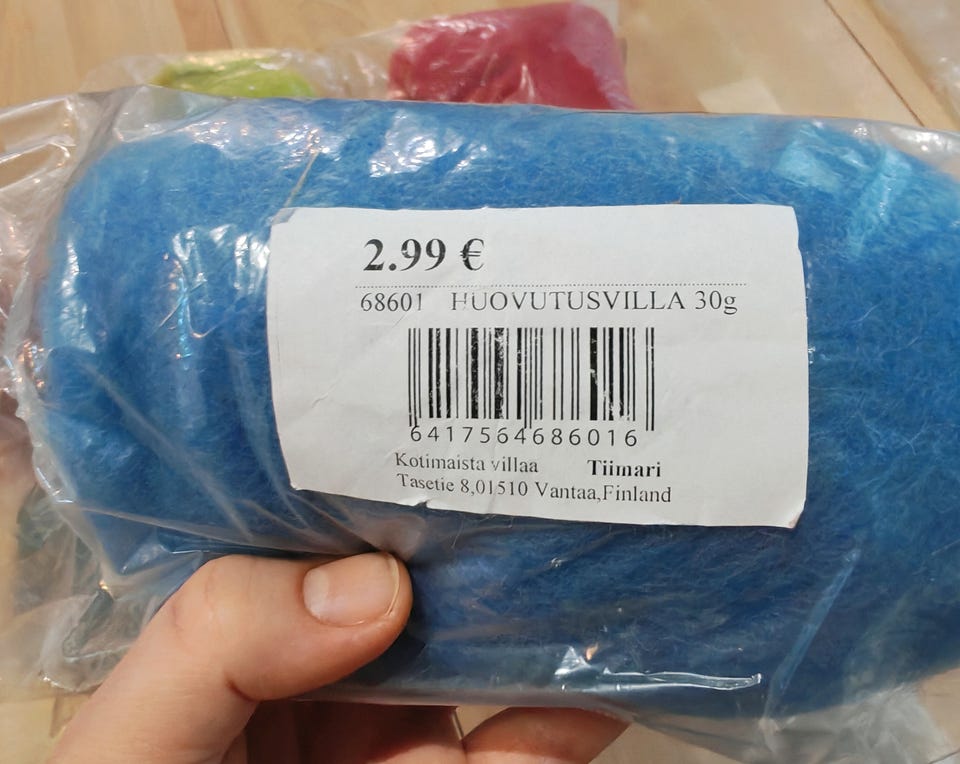 2.99 €
68601 HUOVUTUSVILLA 30g
6417564686016
Kotimaista villaa Tiimari
Tasetie 8,01510 Vantaa,Finland